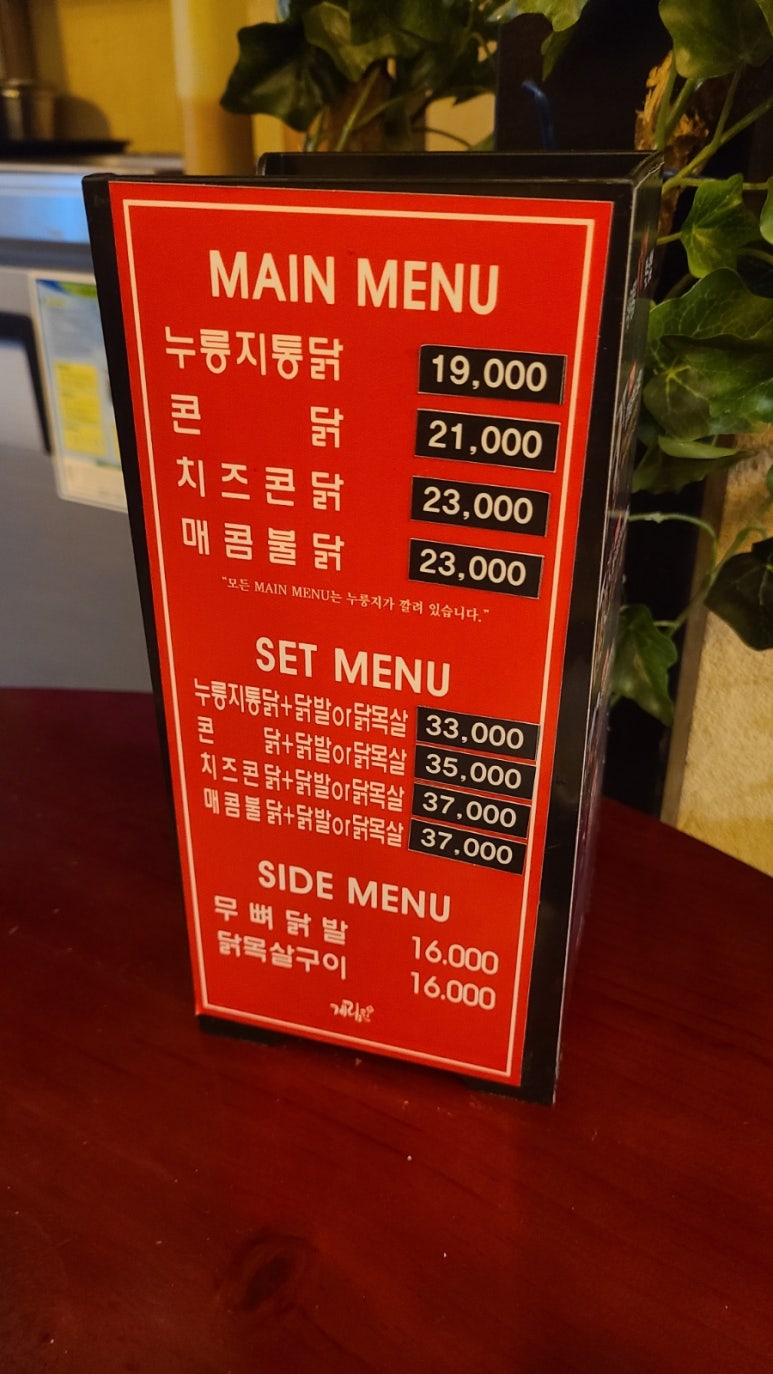 MAIN MENU
누룽지통닭 19,000
콘 닭 21,000
치즈콘닭 23,000
매콤불닭 23,000
"모든 MAIN MENU는 누룽지가 깔려 있습니다."
SET MENU
누룽지통닭+닭발or닭목살 33,000
콘 닭+닭발or닭목살 35,000
치즈콘닭+닭발or닭목살 37,000
매콤불닭+닭발or닭목살 37,000
SIDE MENU
무뼈닭발 16.000
닭목살구이 16.000
계림원